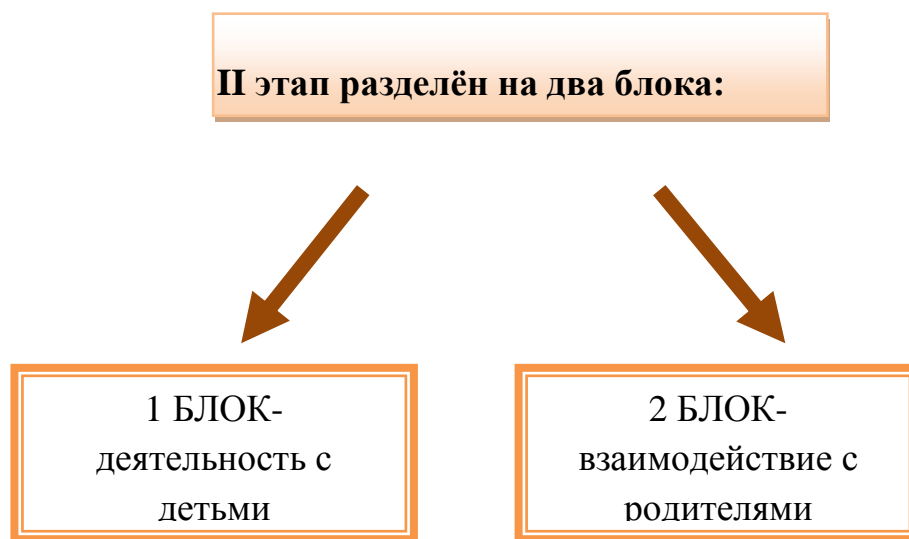 II этап разделён на два блока:
1 БЛОК-
деятельность с
детьми
2 БЛОК-
взаимодействие с
родителями